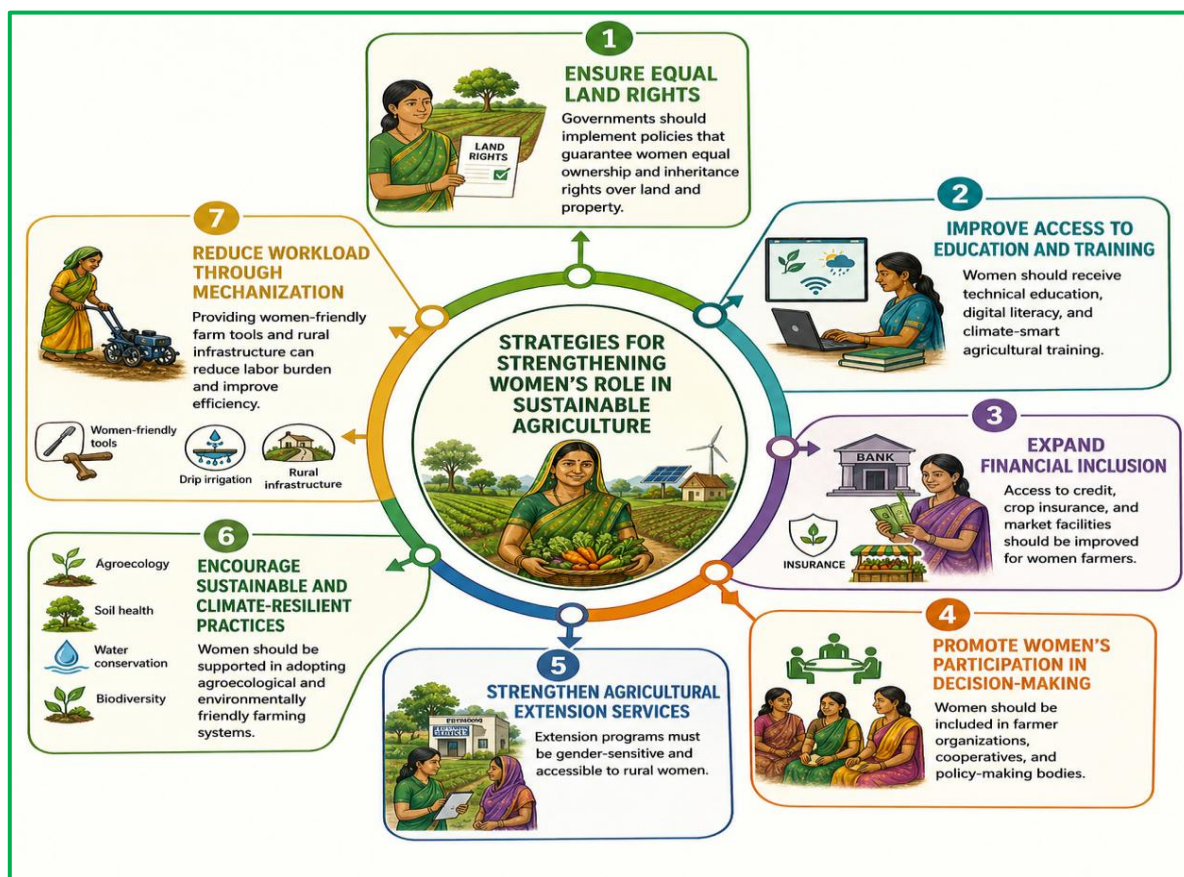 STRATEGIES FOR
STRENGTHENING
WOMEN'S ROLE IN
SUSTAINABLE
AGRICULTURE
1
ENSURE EQUAL
LAND RIGHTS
Governments should
implement policies that
guarantee women equal
ownership and inheritance
rights over land and
property.
LAND
RIGHTS
2
IMPROVE ACCESS TO
EDUCATION AND TRAINING
Women should receive
technical education,
digital literacy, and
climate-smart
agricultural training.
3
EXPAND
FINANCIAL INCLUSION
BANK
Access to credit,
crop insurance, and
market facilities
should be improved
for women farmers.
INSURANCE
4
PROMOTE WOMEN'S
PARTICIPATION IN
DECISION-MAKING
Women should be
included in farmer
organizations,
cooperatives, and
policy-making bodies.
5
STRENGTHEN AGRICULTURAL
EXTENSION SERVICES
Extension programs must
be gender-sensitive and
accessible to rural women.
6
ENCOURAGE
SUSTAINABLE AND
CLIMATE-RESILIENT
PRACTICES
Women should be
supported in adopting
agroecological and
environmentally
friendly farming
systems.
Agroecology
Soil health
Water
conservation
Biodiversity
7
REDUCE WORKLOAD
THROUGH
MECHANIZATION
Providing women-friendly
farm tools and rural
infrastructure can
reduce labor burden
and improve
efficiency.
Women-friendly
tools
Drip irrigation
Rural
infrastructure